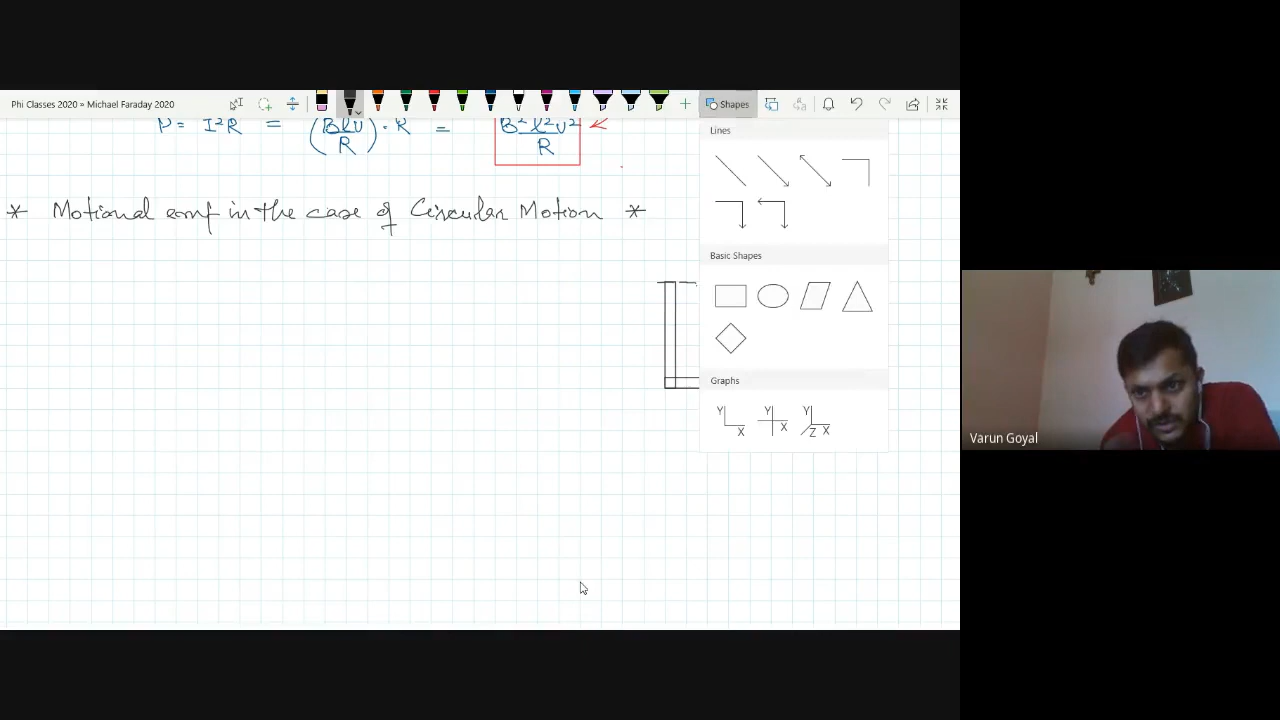 Phi Classes 2020 » Michael Faraday 2020
Shapes
P = I²R = (Blv/R)·R = B²l²v²/R
* Motional emf in the case of Circular Motion *
Lines
Basic Shapes
Graphs
Y X Y X Y Z X
Varun Goyal